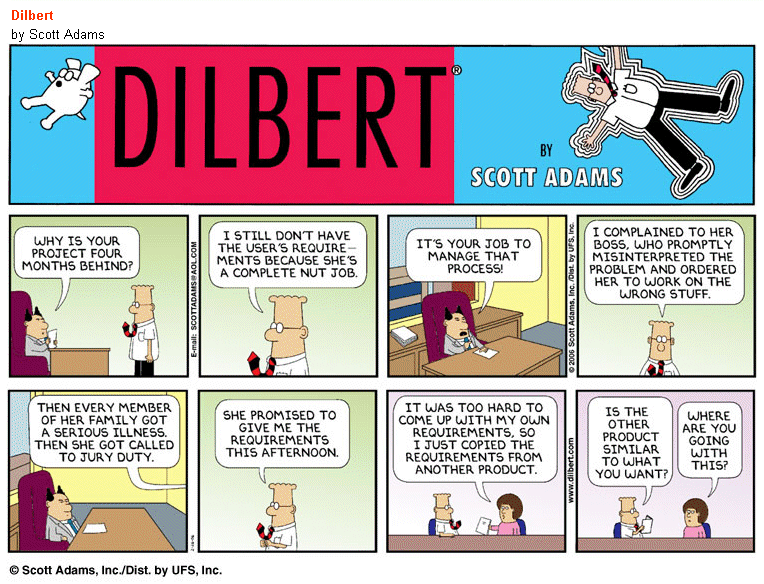 Dilbert
by Scott Adams
DILBERT®
BY
SCOTT ADAMS
WHY IS YOUR
PROJECT FOUR
MONTHS BEHIND?
E-mail: SCOTTADAMS@AOL.COM
I STILL DON'T HAVE
THE USER'S REQUIRE–
MENTS BECAUSE SHE'S
A COMPLETE NUT JOB.
IT'S YOUR JOB TO
MANAGE THAT
PROCESS!
© 2006 Scott Adams, Inc./Dist. by UFS, Inc.
I COMPLAINED TO HER
BOSS, WHO PROMPTLY
MISINTERPRETED THE
PROBLEM AND ORDERED
HER TO WORK ON THE
WRONG STUFF.
THEN EVERY MEMBER
OF HER FAMILY GOT
A SERIOUS ILLNESS.
THEN SHE GOT CALLED
TO JURY DUTY.
SHE PROMISED TO
GIVE ME THE
REQUIREMENTS
THIS AFTERNOON.
IT WAS TOO HARD TO
COME UP WITH MY OWN
REQUIREMENTS, SO
I JUST COPIED THE
REQUIREMENTS FROM
ANOTHER PRODUCT.
www.dilbert.com
IS THE
OTHER
PRODUCT
SIMILAR
TO WHAT
YOU WANT?
WHERE
ARE YOU
GOING
WITH
THIS?
© Scott Adams, Inc./Dist. by UFS, Inc.